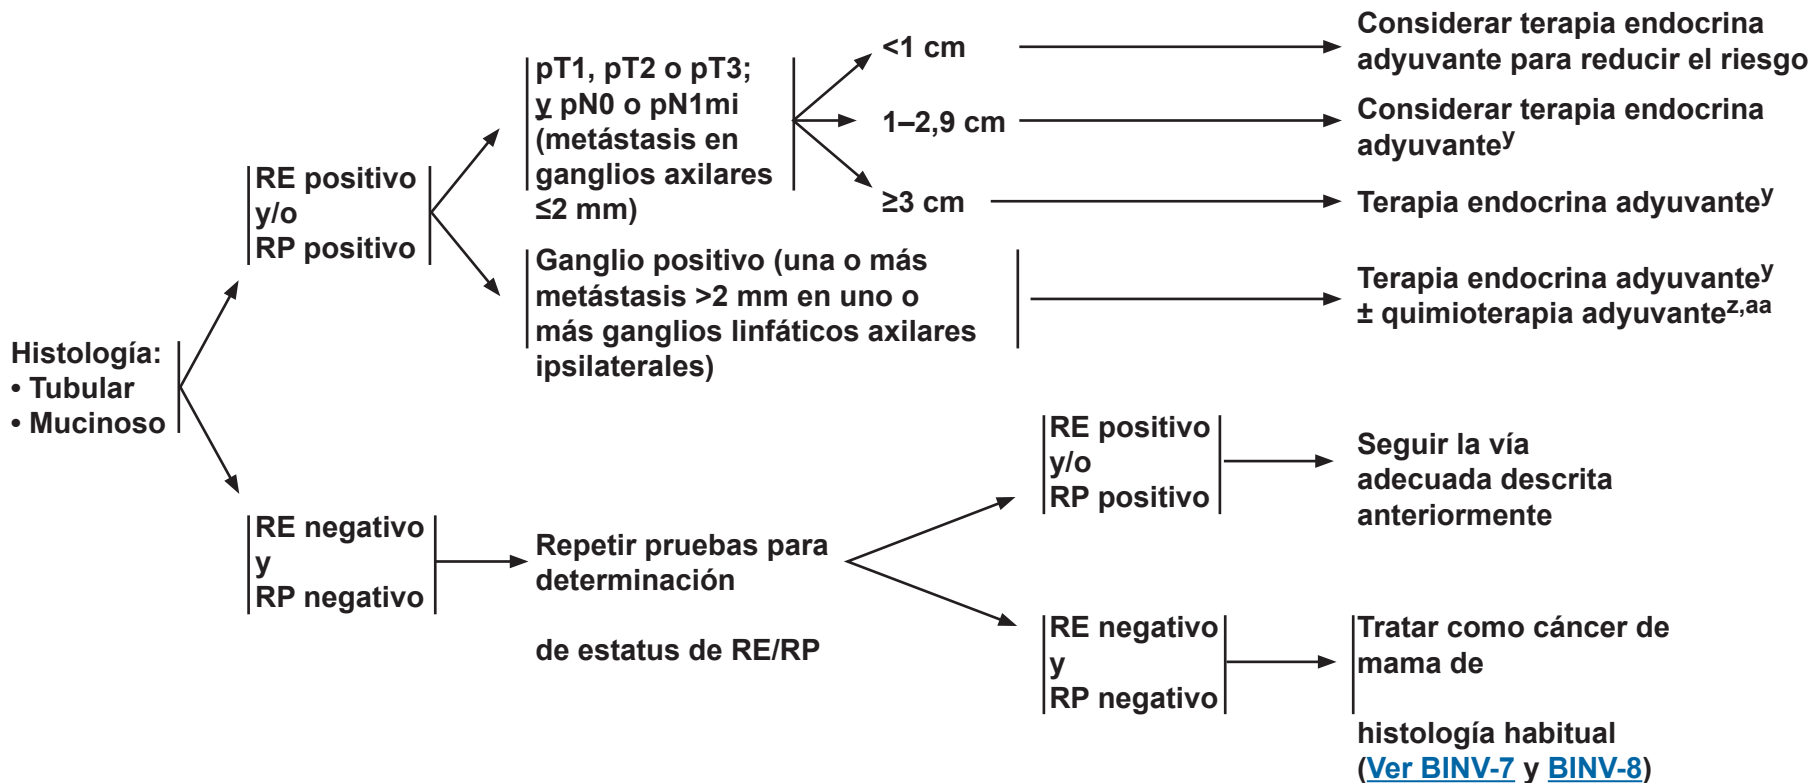 Histología:
• Tubular
• Mucinoso
RE positivo
y/o
RP positivo
pT1, pT2 o pT3;
y pN0 o pN1mi
(metástasis en
ganglios axilares
≤2 mm)
<1 cm
Considerar terapia endocrina
adyuvante para reducir el riesgo
1–2,9 cm
Considerar terapia endocrina
adyuvanteʸ
≥3 cm
Terapia endocrina adyuvanteʸ
Ganglio positivo (una o más
metástasis >2 mm en uno o
más ganglios linfáticos axilares
ipsilaterales)
Terapia endocrina adyuvanteʸ
± quimioterapia adyuvanteᶻ,ᵃᵃ
RE negativo
y
RP negativo
Repetir pruebas para
determinación
de estatus de RE/RP
RE positivo
y/o
RP positivo
Seguir la vía
adecuada descrita
anteriormente
RE negativo
y
RP negativo
Tratar como cáncer de
mama de
histología habitual
(Ver BINV-7 y BINV-8)